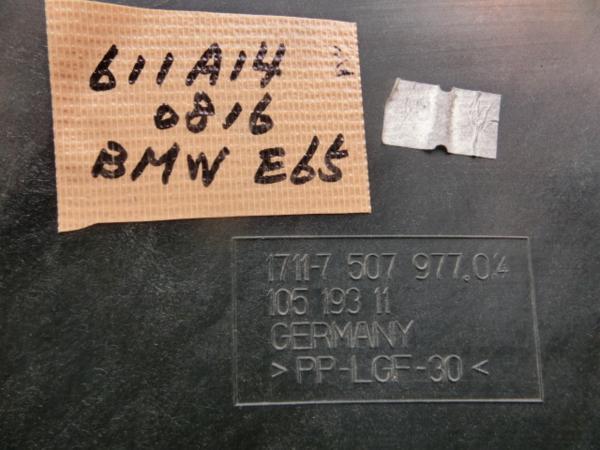 611A14
0816
BMW E65
1711-7 507 977.04
105 193 11
GERMANY
>PP-LGF-30<